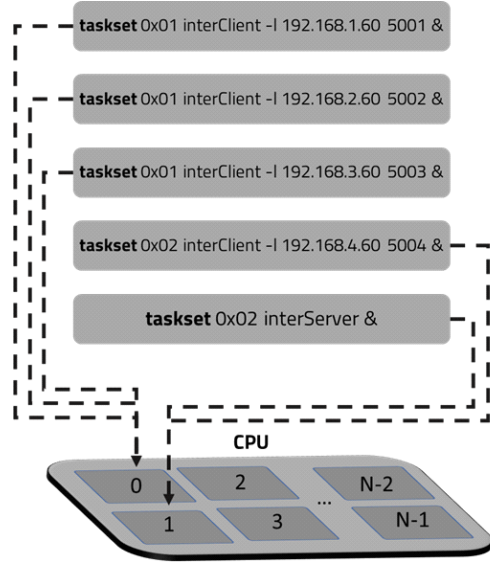 taskset 0x01 interClient -l 192.168.1.60 5001 &
taskset 0x01 interClient -l 192.168.2.60 5002 &
taskset 0x01 interClient -l 192.168.3.60 5003 &
taskset 0x02 interClient -l 192.168.4.60 5004 &
taskset 0x02 interServer &
CPU
0 2 ... N-2
1 3 N-1